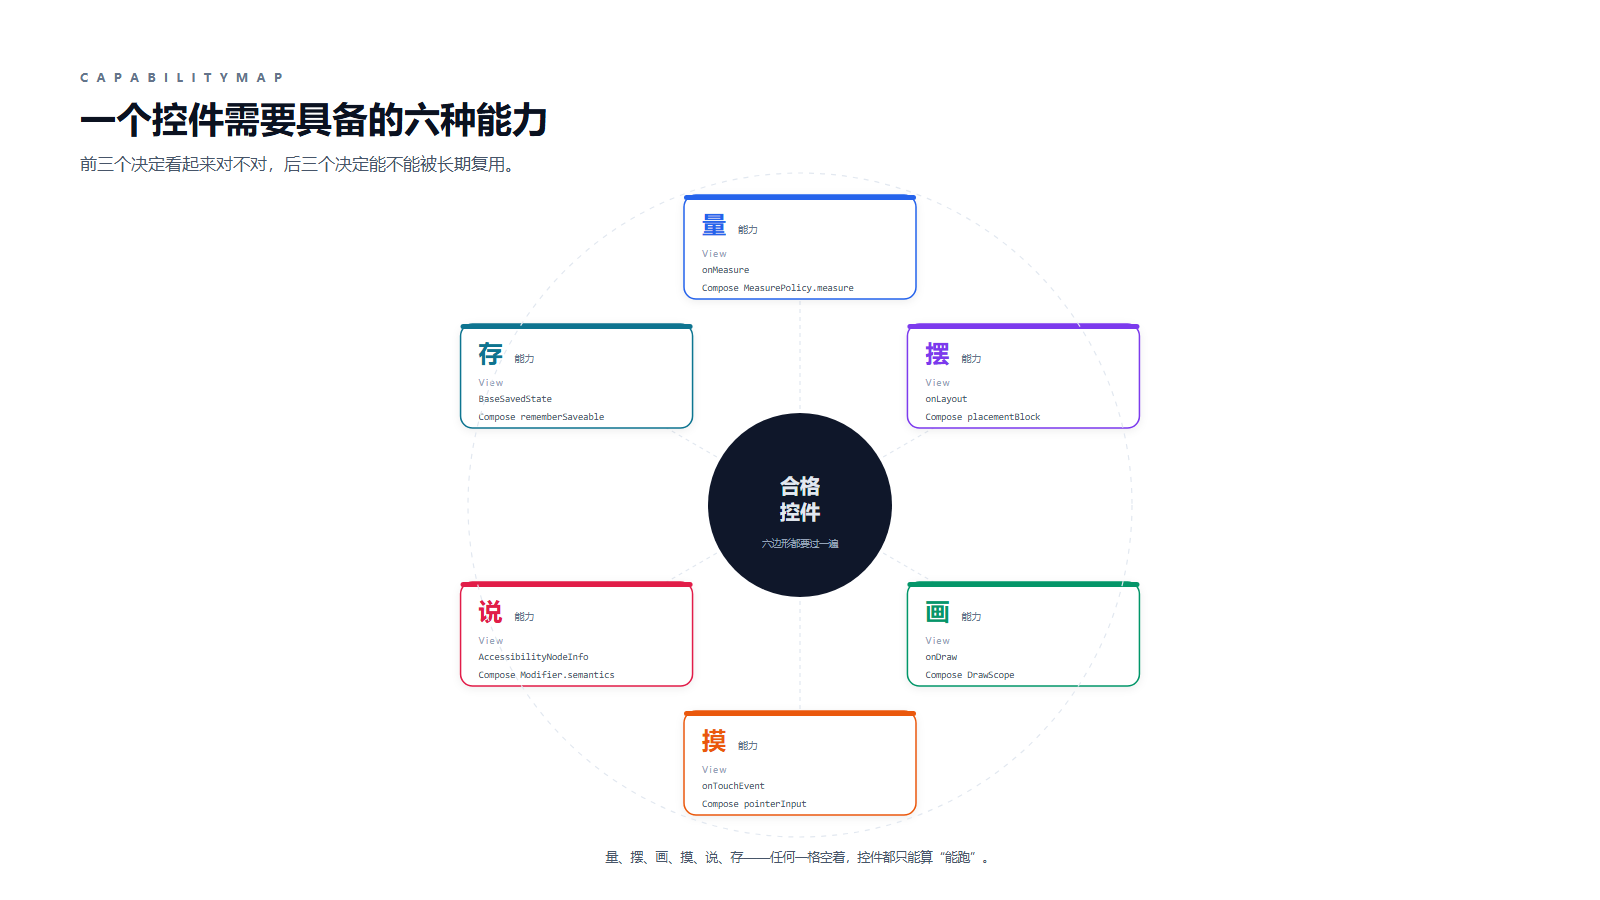 CAPABILITYMAP
一个控件需要具备的六种能力
前三个决定看起来对不对，后三个决定能不能被长期复用。
量 能力
View
onMeasure
Compose MeasurePolicy.measure
存 能力
View
BaseSavedState
Compose rememberSaveable
摆 能力
View
onLayout
Compose placementBlock
合格
控件
六边形都要过一遍
说 能力
View
AccessibilityNodeInfo
Compose Modifier.semantics
画 能力
View
onDraw
Compose DrawScope
摸 能力
View
onTouchEvent
Compose pointerInput
量、摆、画、摸、说、存——任何一格空着，控件都只能算“能跑”。